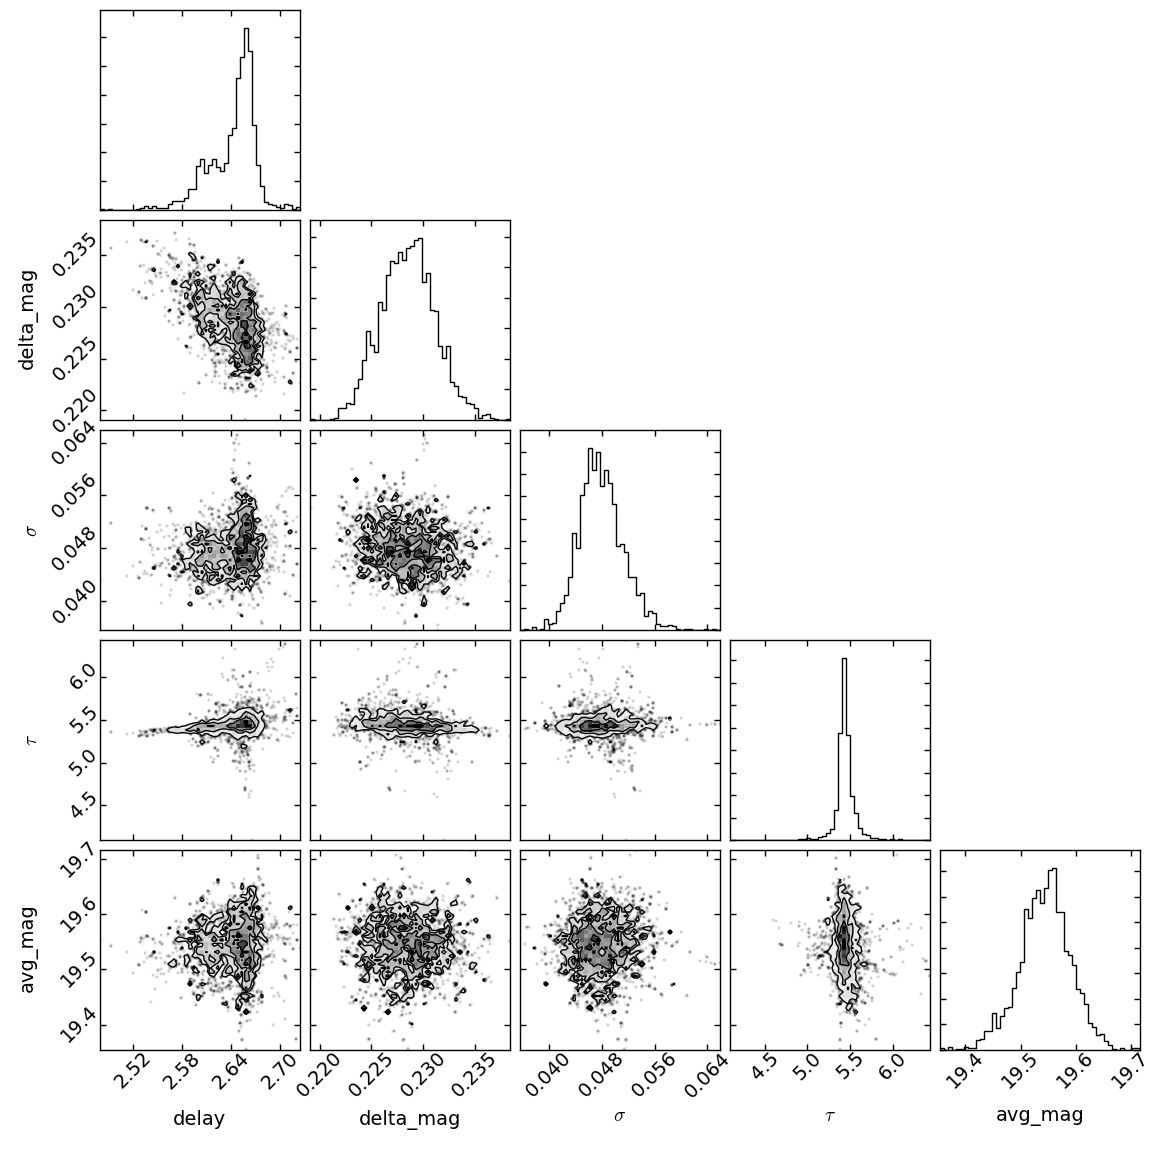 0.235
0.230
0.225
0.220
delta_mag
0.064
0.056
0.048
0.040
σ
6.0
5.5
5.0
4.5
τ
19.7
19.6
19.5
19.4
avg_mag
2.52 2.58 2.64 2.70
0.220 0.225 0.230 0.235
0.040 0.048 0.056 0.064
4.5 5.0 5.5 6.0
19.4 19.5 19.6 19.7
delay delta_mag σ τ avg_mag